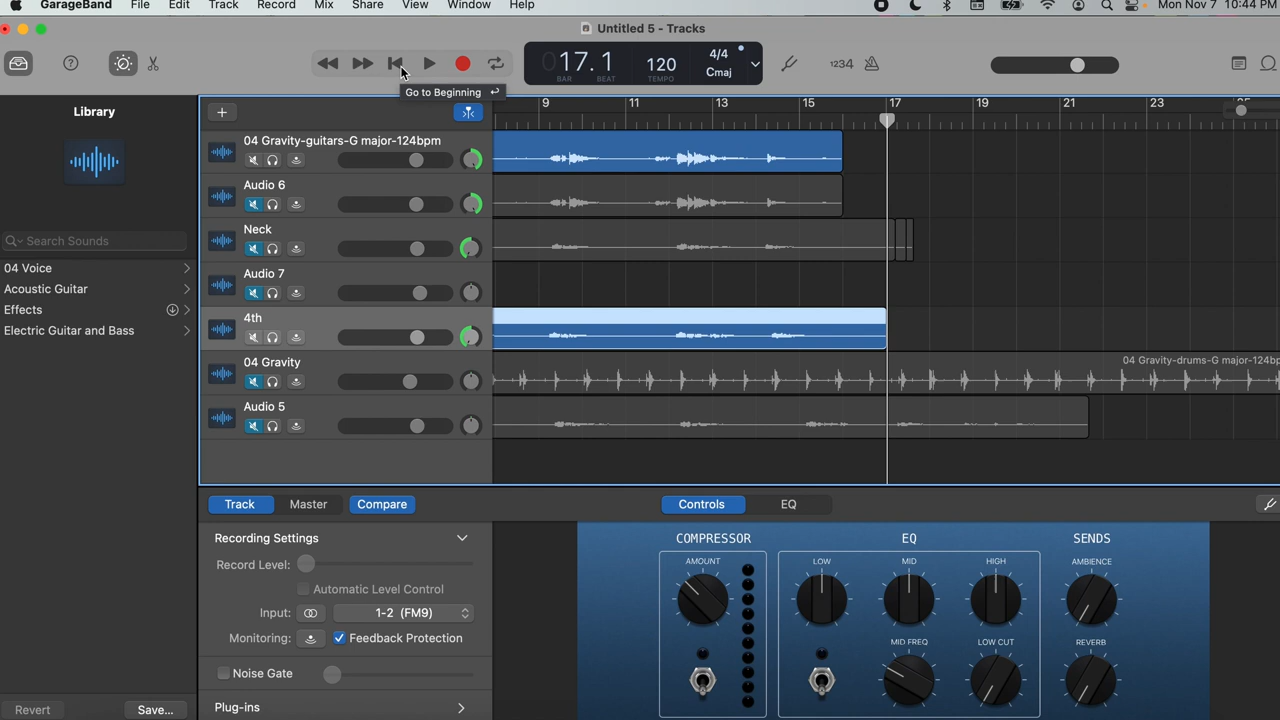 GarageBand File Edit Track Record Mix Share View Window Help Mon Nov 7 10:44 PM
Untitled 5 - Tracks
017. 1
BAR BEAT
120
TEMPO
4/4
Cmaj
1234
Go to Beginning
Library
9 11 13 15 17 19 21 23 25
04 Gravity-guitars-G major-124bpm
Audio 6
Neck
Audio 7
4th
04 Gravity
04 Gravity-drums-G major-124bp
Audio 5
Search Sounds
04 Voice
Acoustic Guitar
Effects
Electric Guitar and Bass
Revert Save...
Track Master Compare
Controls EQ
Recording Settings
Record Level:
Automatic Level Control
Input: 1-2 (FM9)
Monitoring: Feedback Protection
Noise Gate
Plug-ins
COMPRESSOR EQ SENDS
AMOUNT LOW MID HIGH AMBIENCE
MID FREQ LOW CUT REVERB